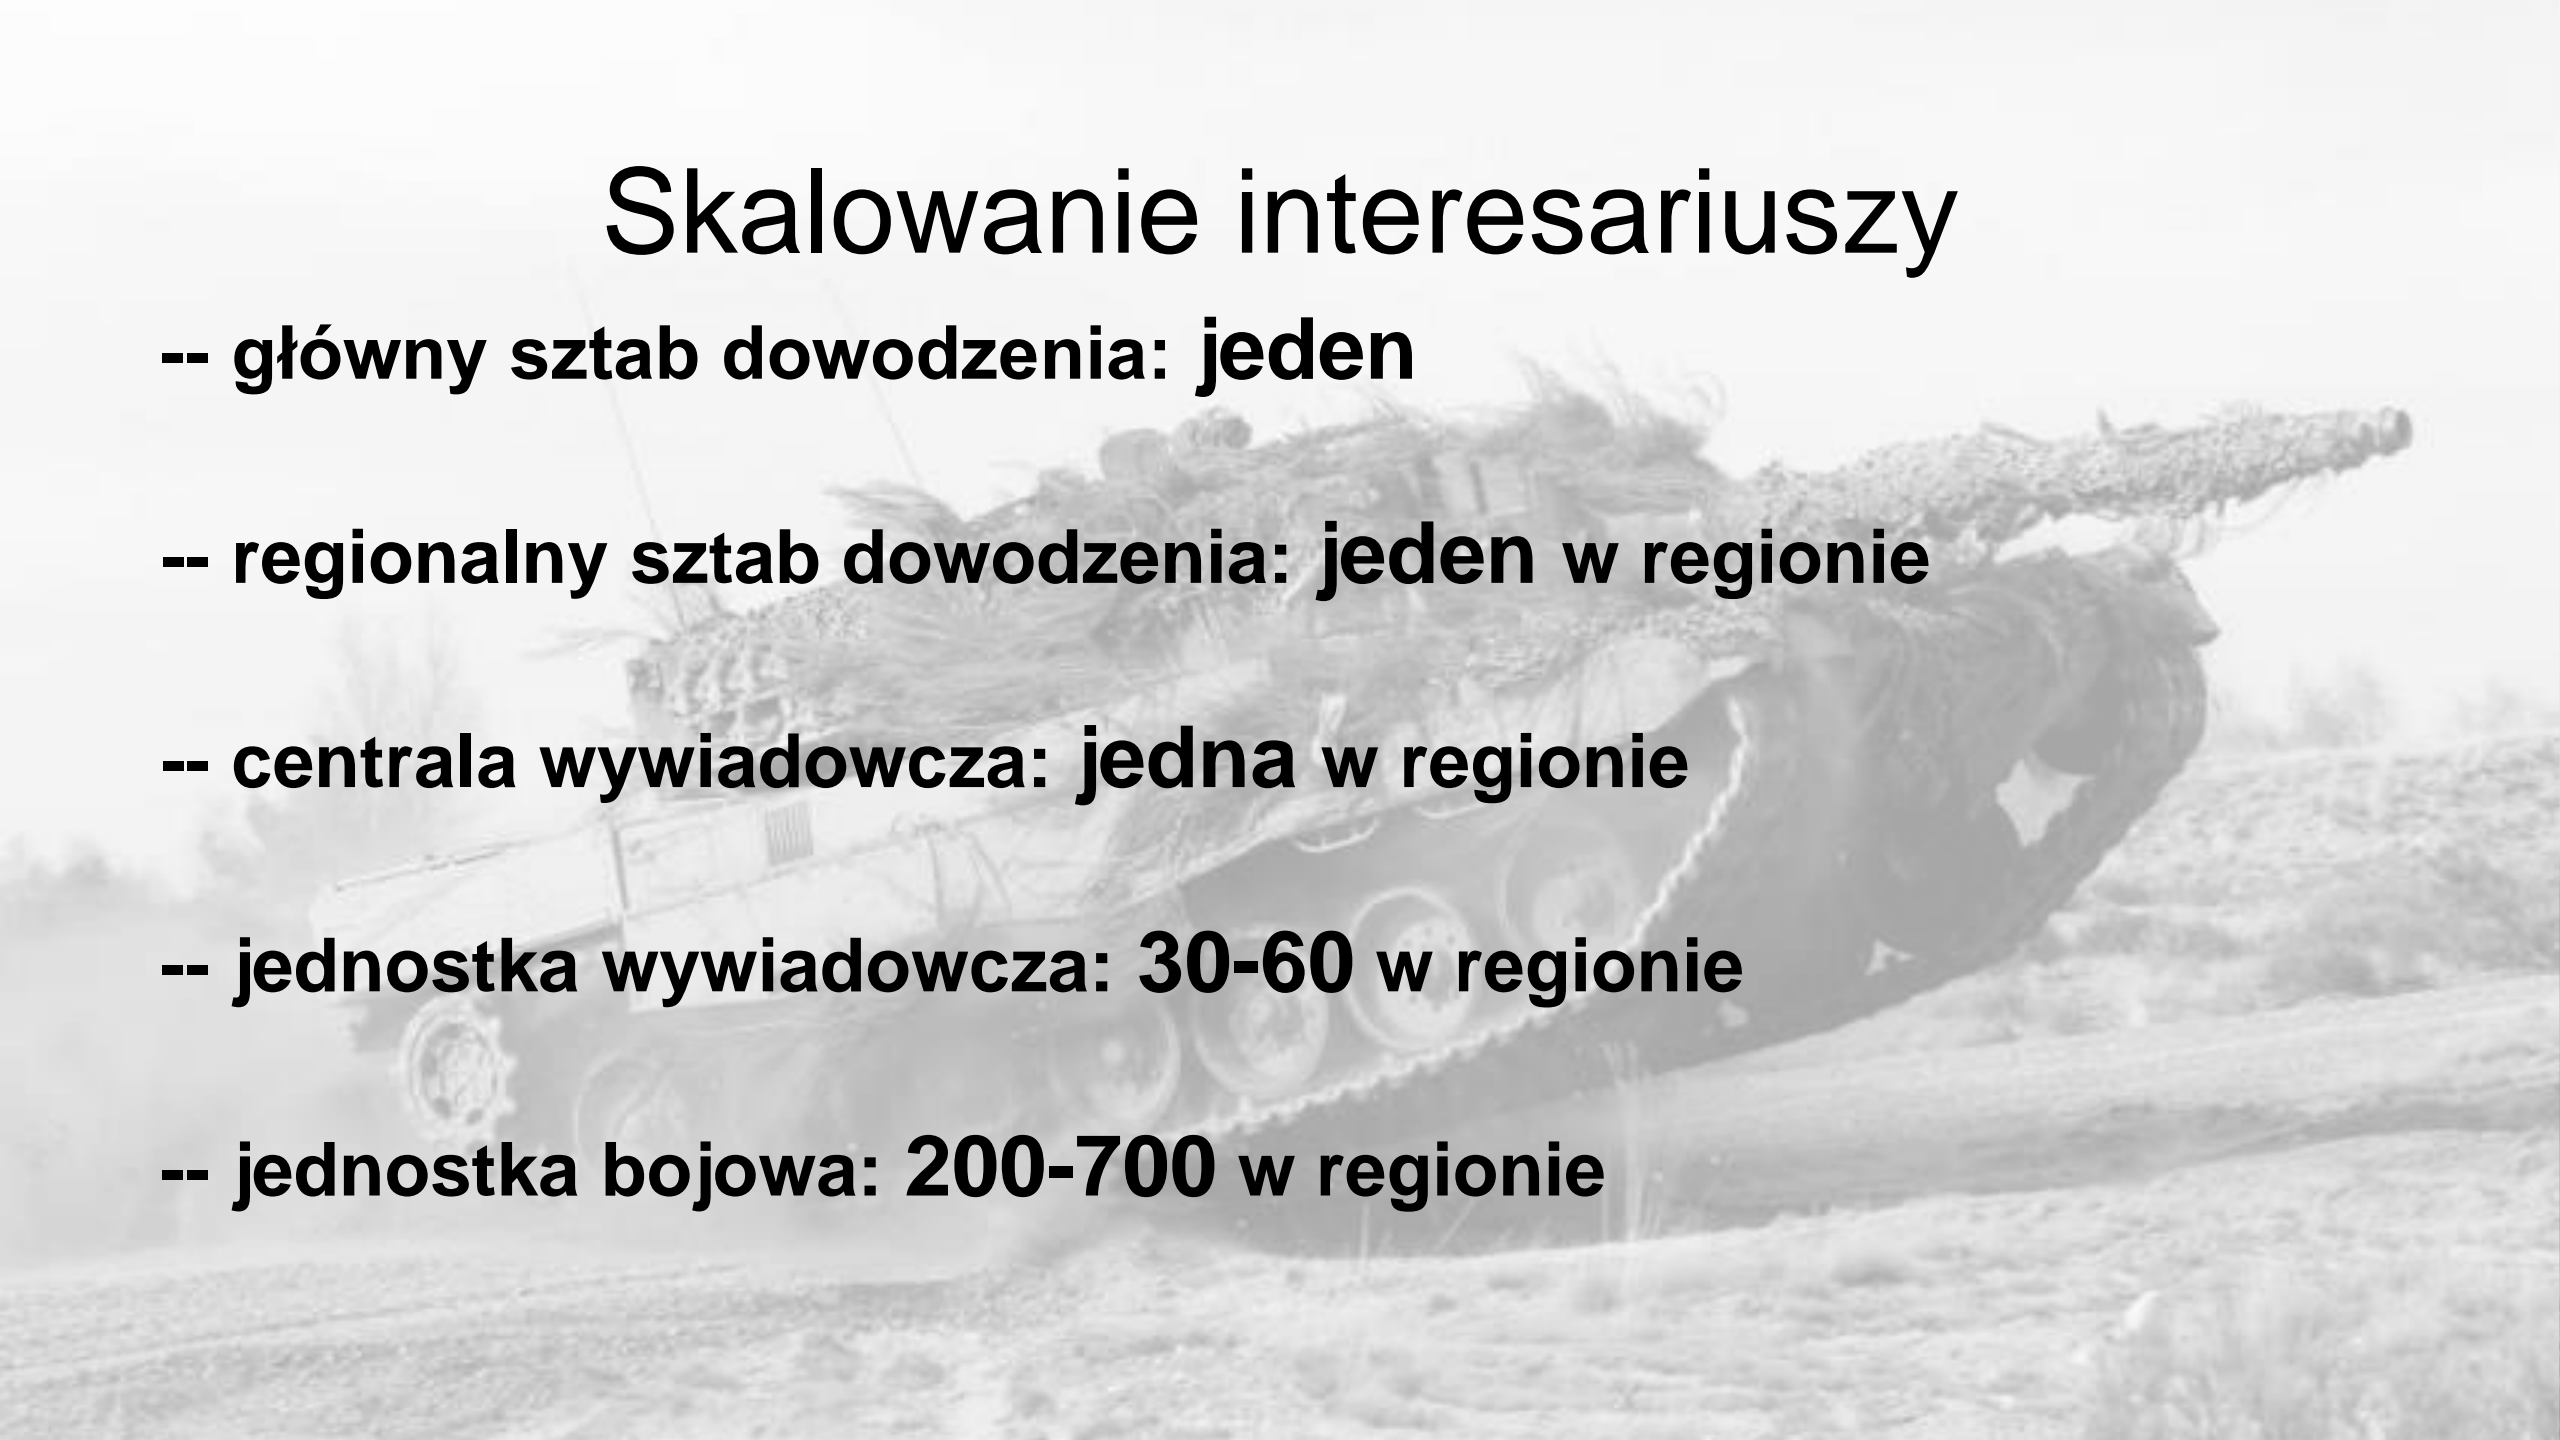 Skalowanie interesariuszy
-- główny sztab dowodzenia: jeden
-- regionalny sztab dowodzenia: jeden w regionie
-- centrala wywiadowcza: jedna w regionie
-- jednostka wywiadowcza: 30-60 w regionie
-- jednostka bojowa: 200-700 w regionie